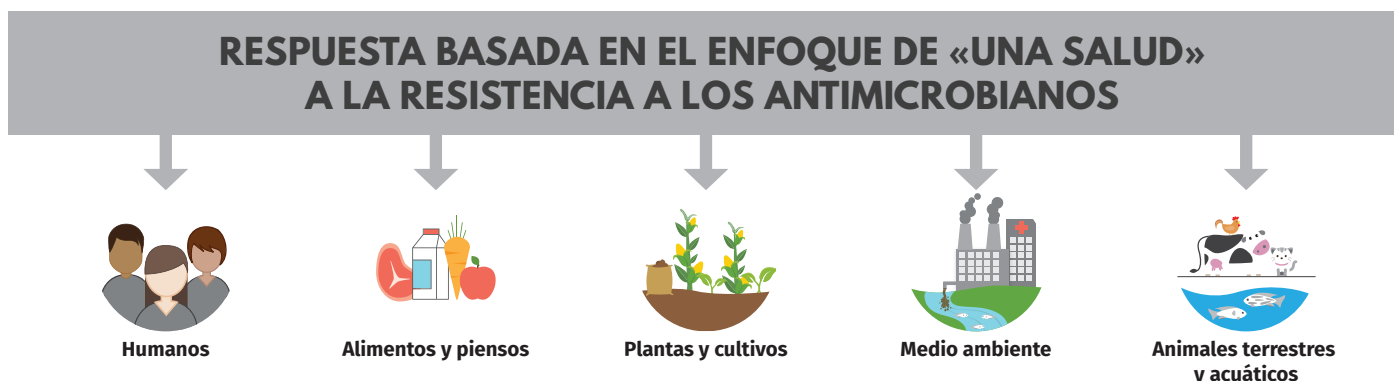 RESPUESTA BASADA EN EL ENFOQUE DE «UNA SALUD»
A LA RESISTENCIA A LOS ANTIMICROBIANOS
Humanos
Alimentos y piensos
Plantas y cultivos
Medio ambiente
Animales terrestres
y acuáticos